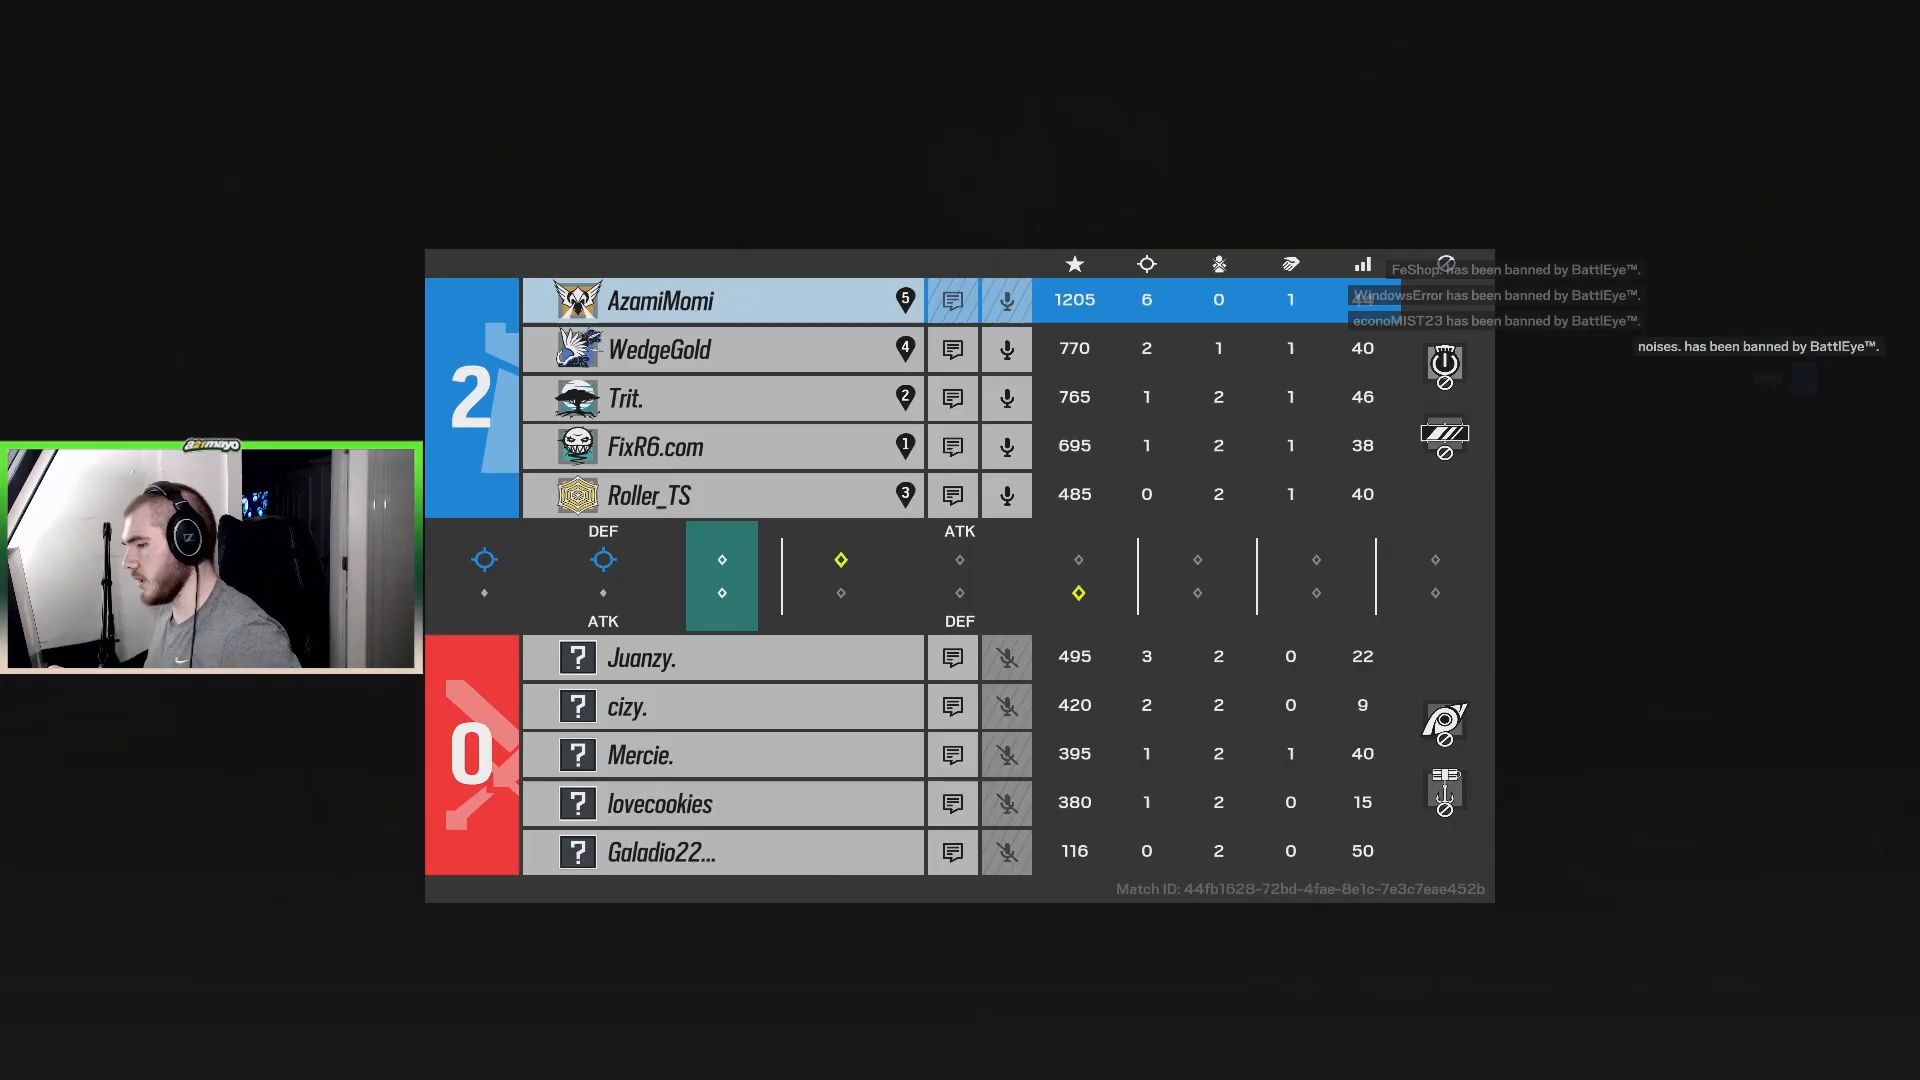 FeShop. has been banned by BattlEye™.
AzamiMomi 5 1205 6 0 1 44
WindowsError has been banned by BattlEye™.
econoMIST23 has been banned by BattlEye™.
WedgeGold 4 770 2 1 1 40
noises. has been banned by BattlEye™.
2
Trit. 2 765 1 2 1 46
FixR6.com 1 695 1 2 1 38
a21mayo
Roller_TS 3 485 0 2 1 40
DEF ATK
ATK DEF
0
Juanzy. 495 3 2 0 22
cizy. 420 2 2 0 9
Mercie. 395 1 2 1 40
lovecookies 380 1 2 0 15
Galadio22... 116 0 2 0 50
Match ID: 44fb1628-72bd-4fae-8e1c-7e3c7eae452b